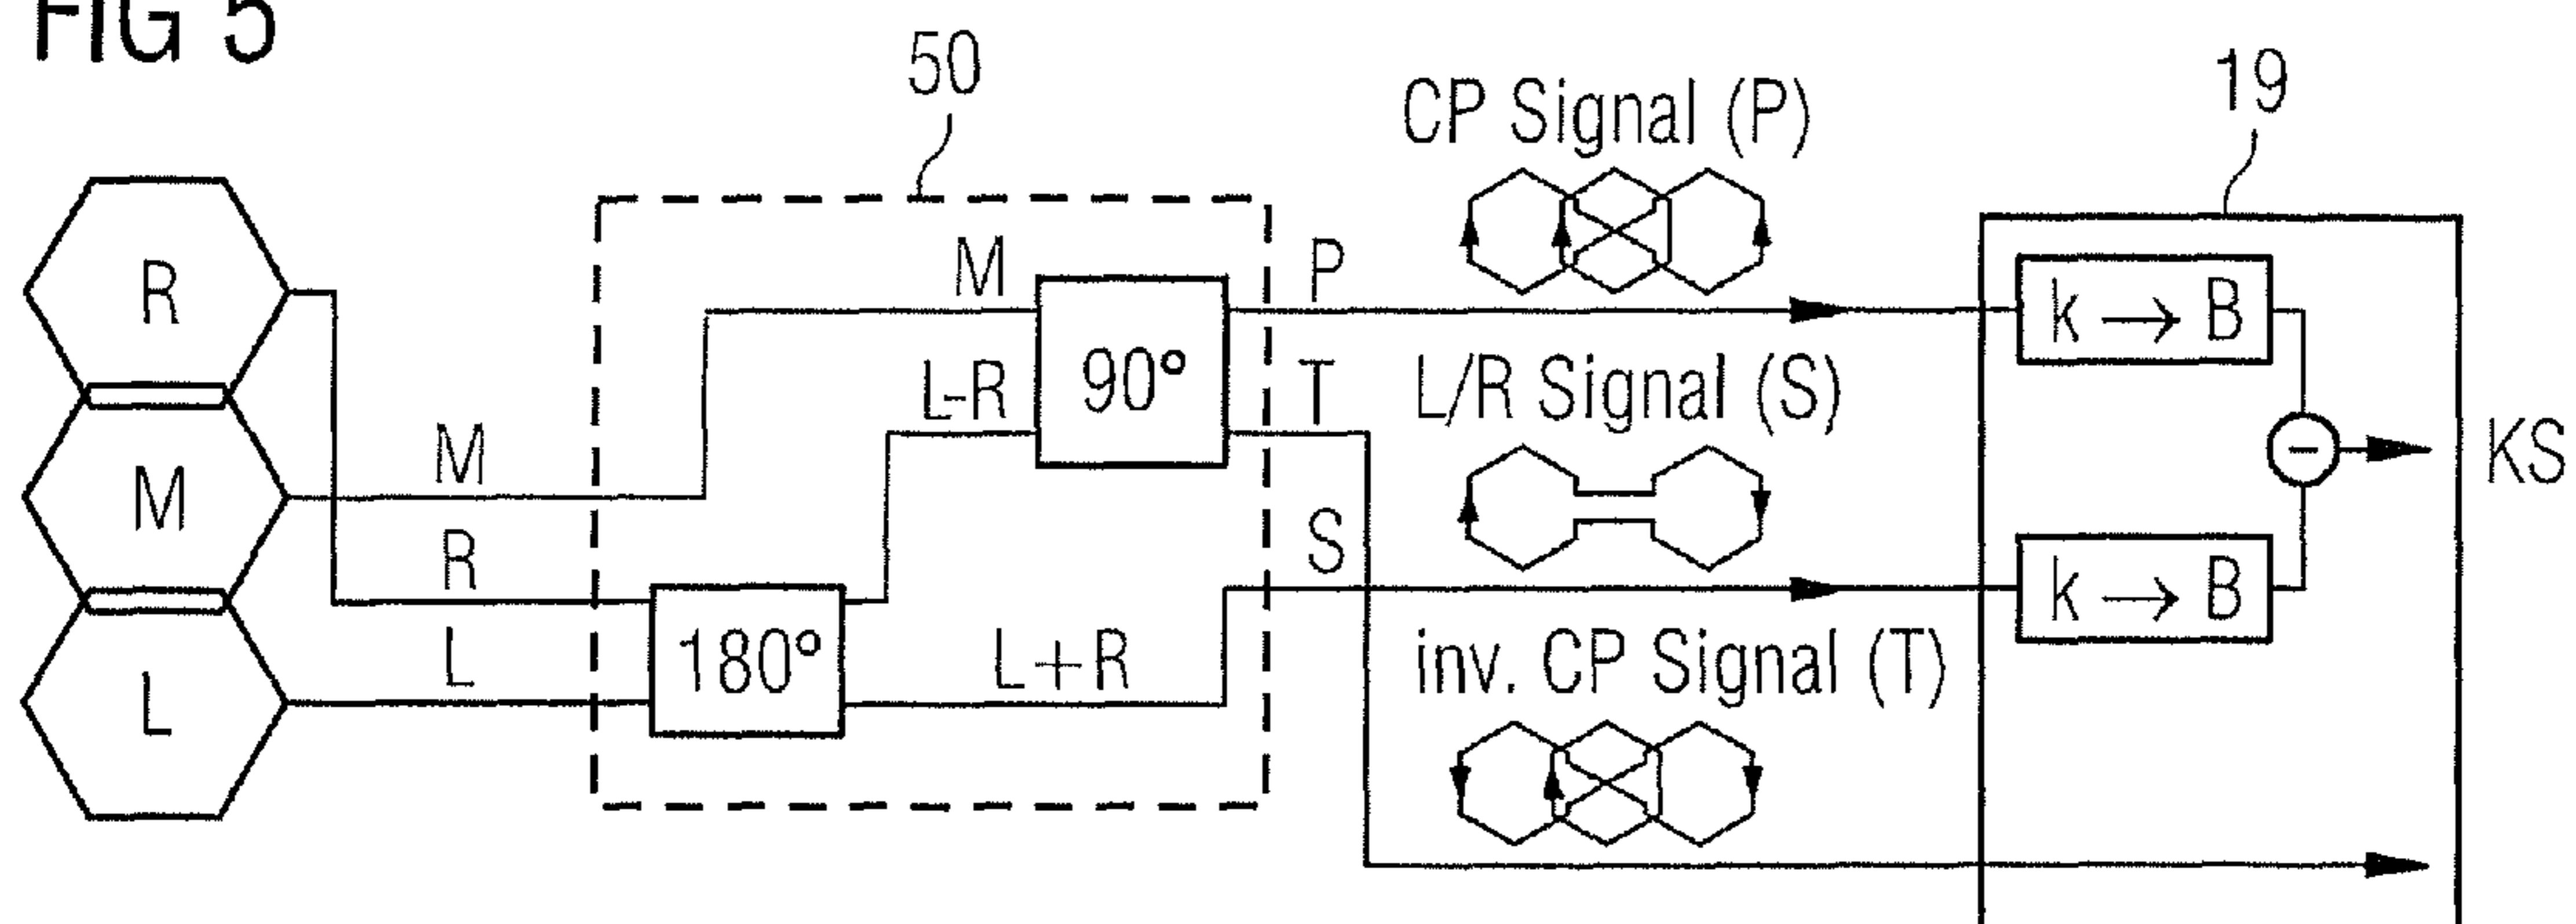 FIG 5
50
19
CP Signal (P)
R
M
P
k → B
L-R
90°
T
L/R Signal (S)
M
M
−
KS
R
S
k → B
L
180°
L+R
inv. CP Signal (T)
L